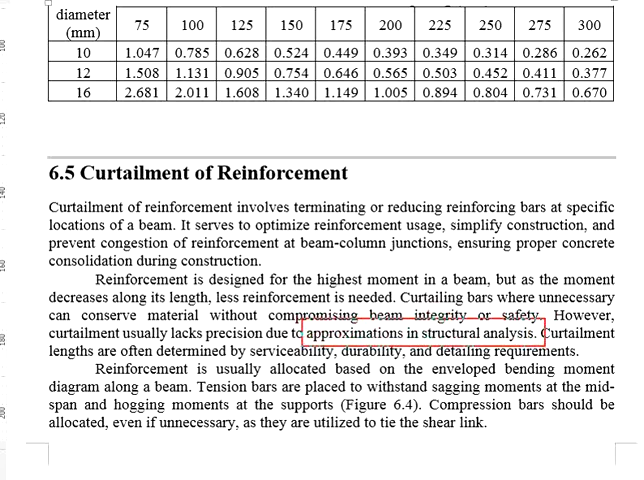 diameter (mm) 75 100 125 150 175 200 225 250 275 300
10 1.047 0.785 0.628 0.524 0.449 0.393 0.349 0.314 0.286 0.262
12 1.508 1.131 0.905 0.754 0.646 0.565 0.503 0.452 0.411 0.377
16 2.681 2.011 1.608 1.340 1.149 1.005 0.894 0.804 0.731 0.670
6.5 Curtailment of Reinforcement
Curtailment of reinforcement involves terminating or reducing reinforcing bars at specific
locations of a beam. It serves to optimize reinforcement usage, simplify construction, and
prevent congestion of reinforcement at beam-column junctions, ensuring proper concrete
consolidation during construction.
Reinforcement is designed for the highest moment in a beam, but as the moment
decreases along its length, less reinforcement is needed. Curtailing bars where unnecessary
can conserve material without compromising beam integrity or safety. However,
curtailment usually lacks precision due to approximations in structural analysis. Curtailment
lengths are often determined by serviceability, durability, and detailing requirements.
Reinforcement is usually allocated based on the enveloped bending moment
diagram along a beam. Tension bars are placed to withstand sagging moments at the mid-
span and hogging moments at the supports (Figure 6.4). Compression bars should be
allocated, even if unnecessary, as they are utilized to tie the shear link.
100
120
140
160
180
200